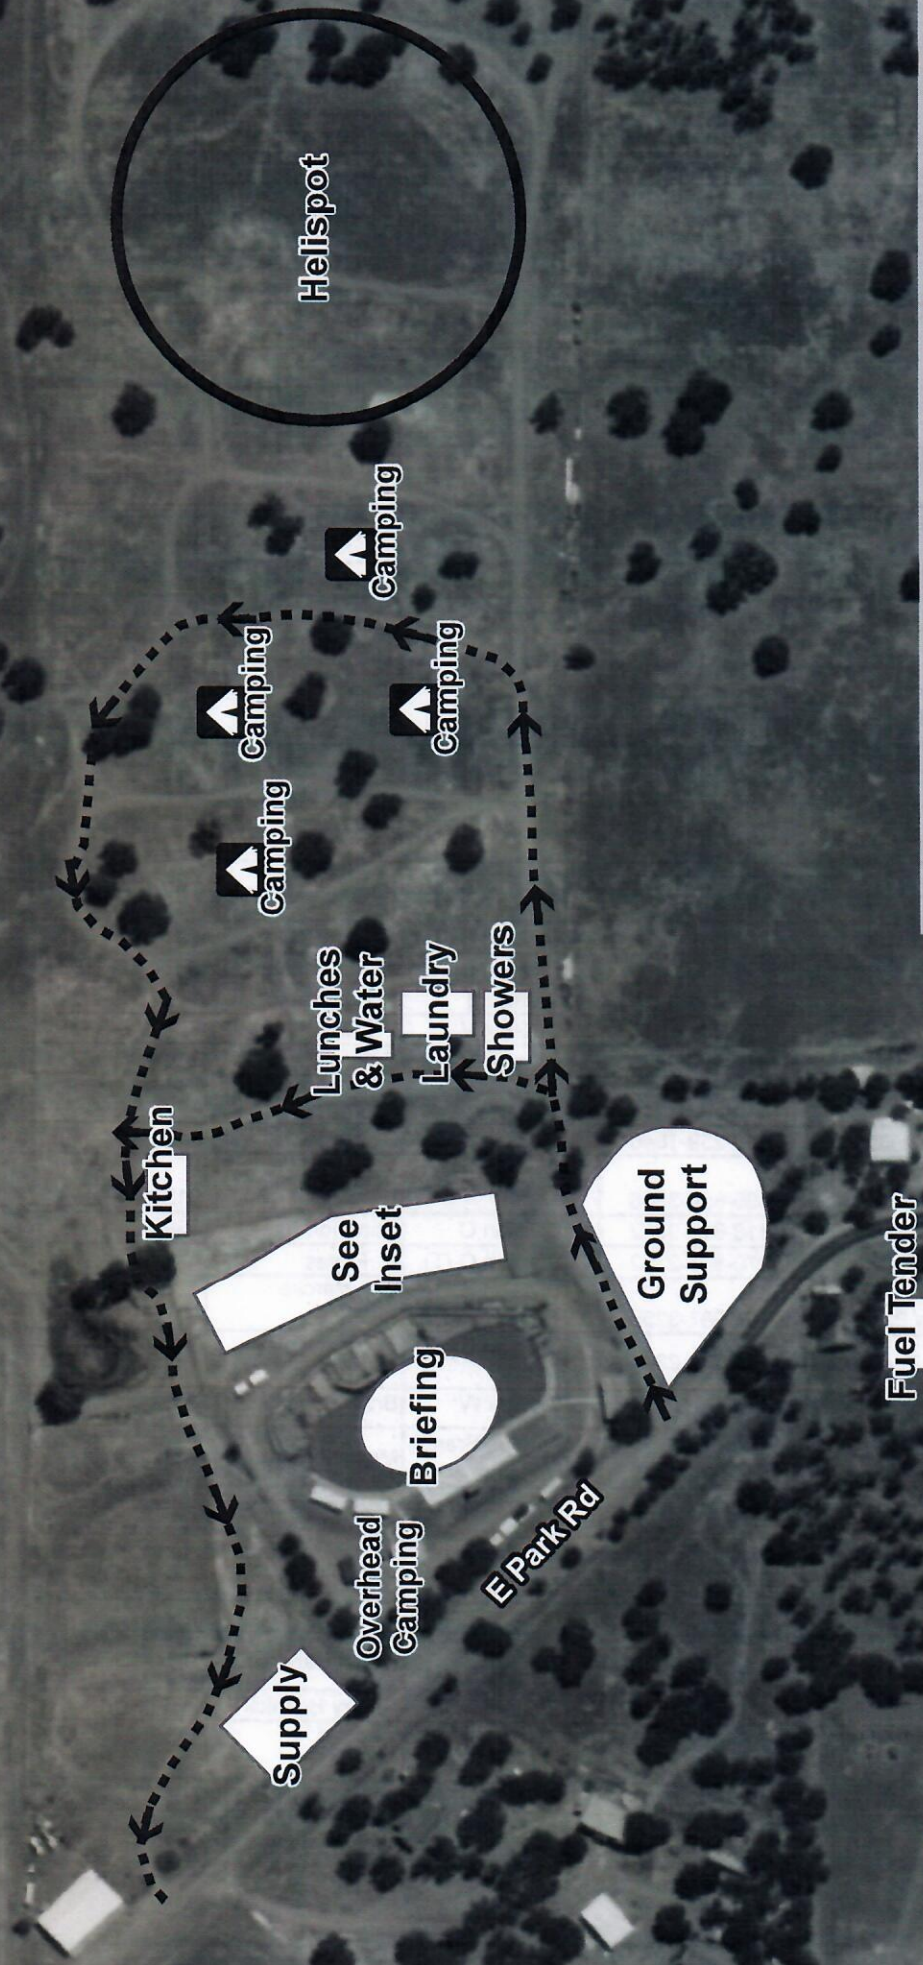 Kitchen
Camping
Camping
Supply
Helispot
Lunches
& Water
See
Inset
Overhead
Camping
Camping
Briefing
Laundry
Camping
Showers
E Park Rd
Ground
Support
Fuel Tender